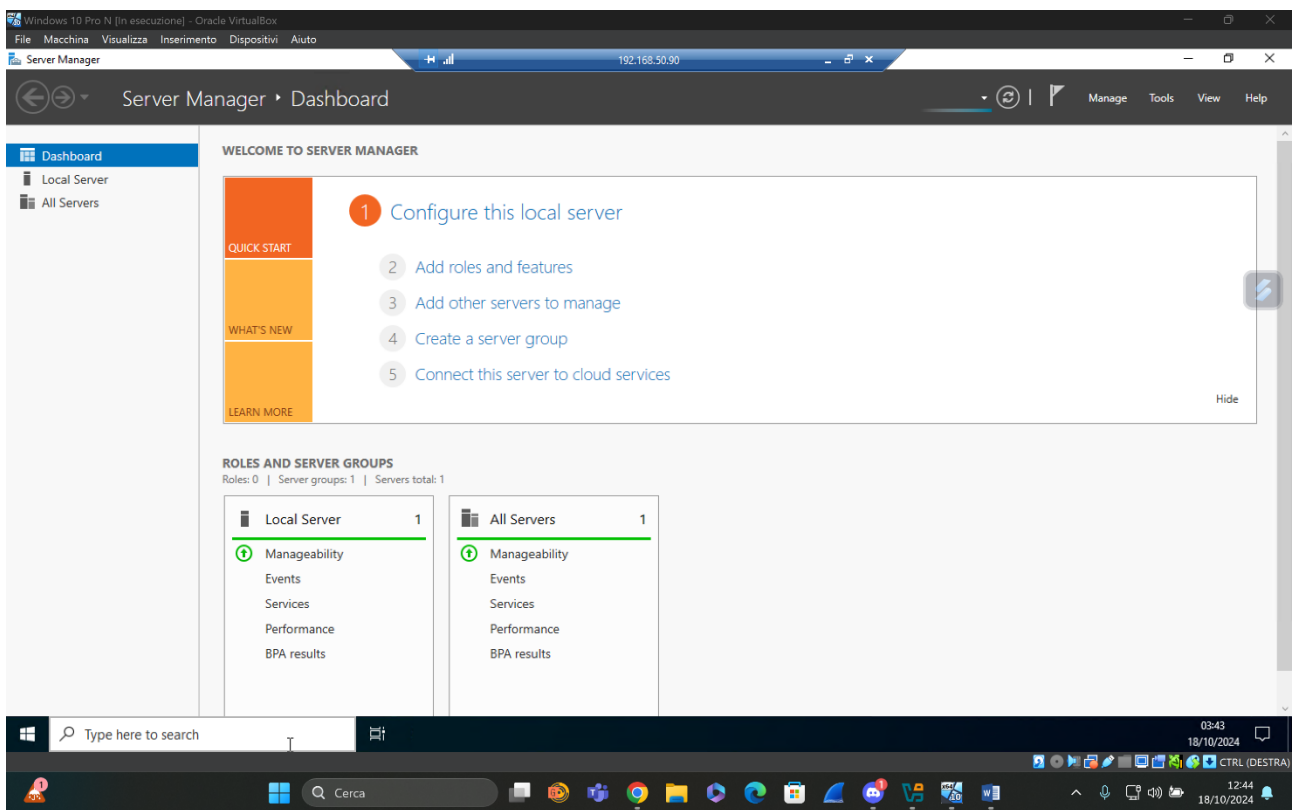 Windows 10 Pro N [In esecuzione] - Oracle VirtualBox
File Macchina Visualizza Inserimento Dispositivi Aiuto
Server Manager
192.168.50.90
Server Manager • Dashboard
Manage Tools View Help
Dashboard
Local Server
All Servers
WELCOME TO SERVER MANAGER
QUICK START
WHAT'S NEW
LEARN MORE
1 Configure this local server
2 Add roles and features
3 Add other servers to manage
4 Create a server group
5 Connect this server to cloud services
Hide
ROLES AND SERVER GROUPS
Roles: 0 | Server groups: 1 | Servers total: 1
Local Server 1
Manageability
Events
Services
Performance
BPA results
All Servers 1
Manageability
Events
Services
Performance
BPA results
Type here to search
03:43
18/10/2024
CTRL (DESTRA)
1
Cerca
12:44
18/10/2024